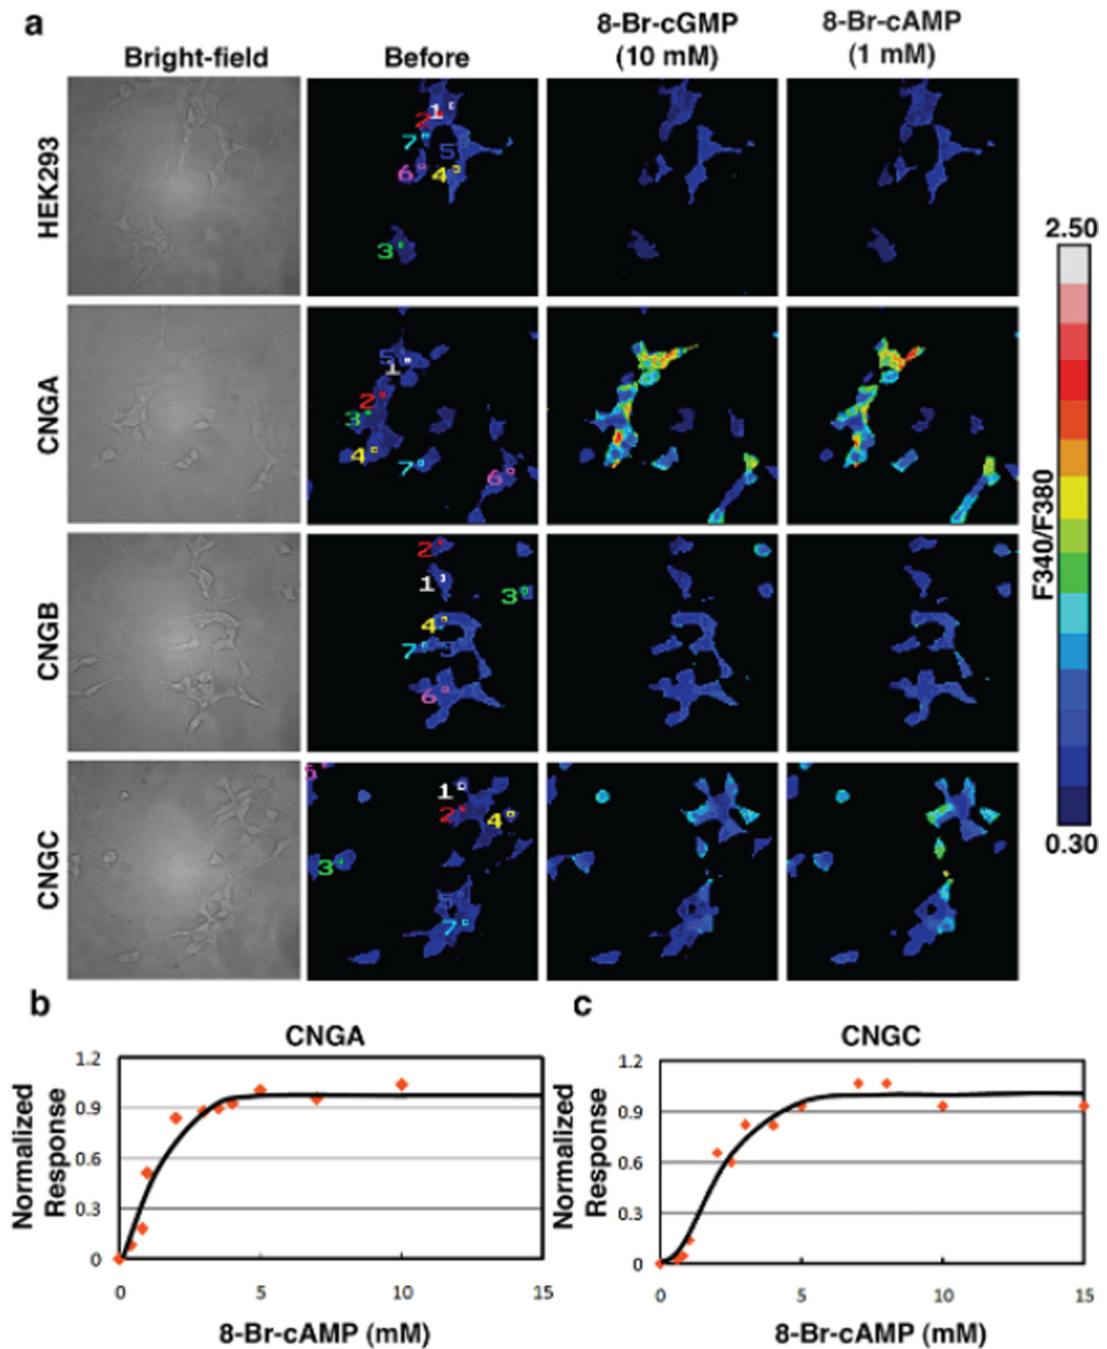 a
8-Br-cGMP
(10 mM)
8-Br-cAMP
(1 mM)
Bright-field
Before
HEK293
1
2
7
5
6
4
3
2.50
CNGA
5
1
2
3
4
7
6
F340/F380
CNGB
2
1
3
4
7
5
6
0.30
CNGC
1
2
4
3
5
7
b
CNGA
Normalized
Response
1.2
0.9
0.6
0.3
0
0
5
10
15
8-Br-cAMP (mM)
c
CNGC
Normalized
Response
1.2
0.9
0.6
0.3
0
0
5
10
15
8-Br-cAMP (mM)